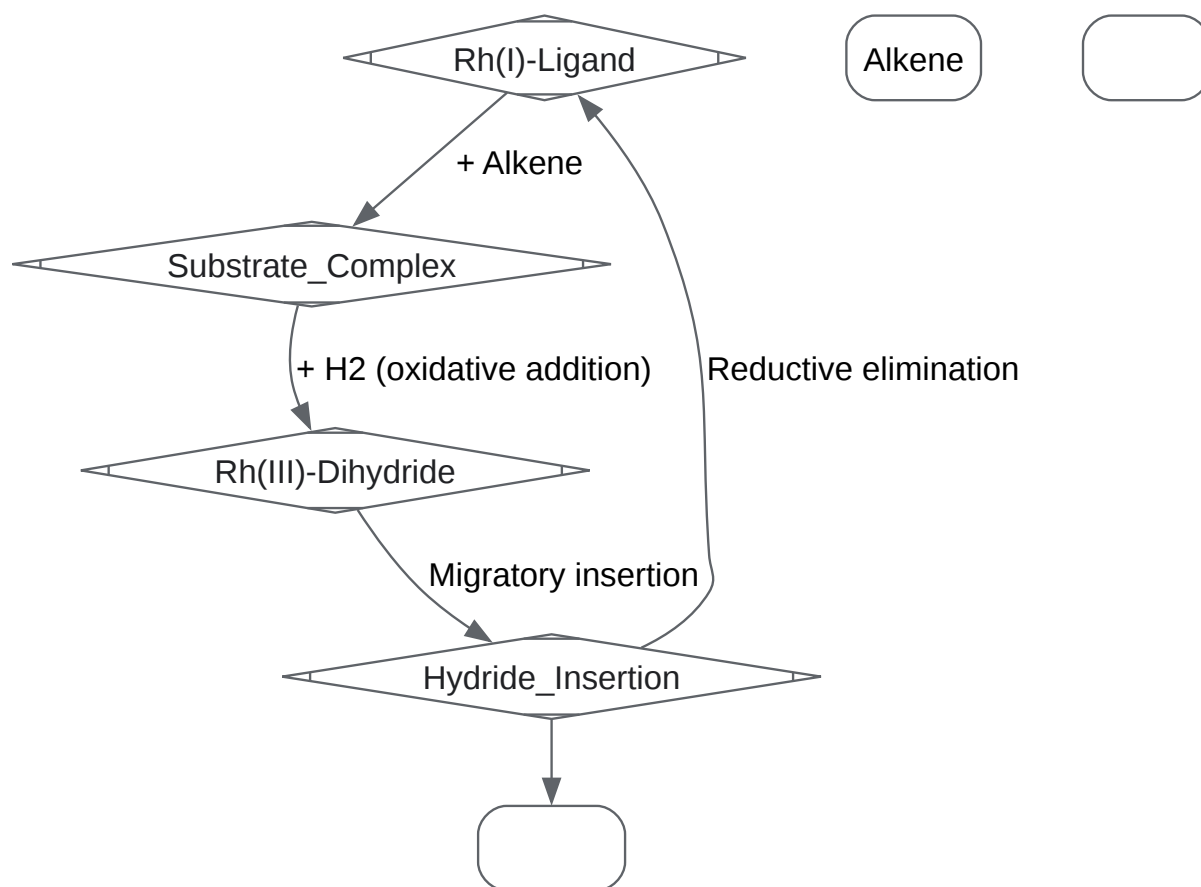 Rh(I)-Ligand
Alkene
+ Alkene
Substrate_Complex
+ H2 (oxidative addition)
Reductive elimination
Rh(III)-Dihydride
Migratory insertion
Hydride_Insertion